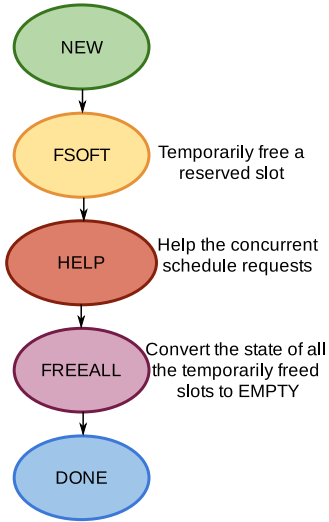 NEW
FSOFT
Temporarily free a
reserved slot
HELP
Help the concurrent
schedule requests
FREEALL
Convert the state of all
the temporarily freed
slots to EMPTY
DONE